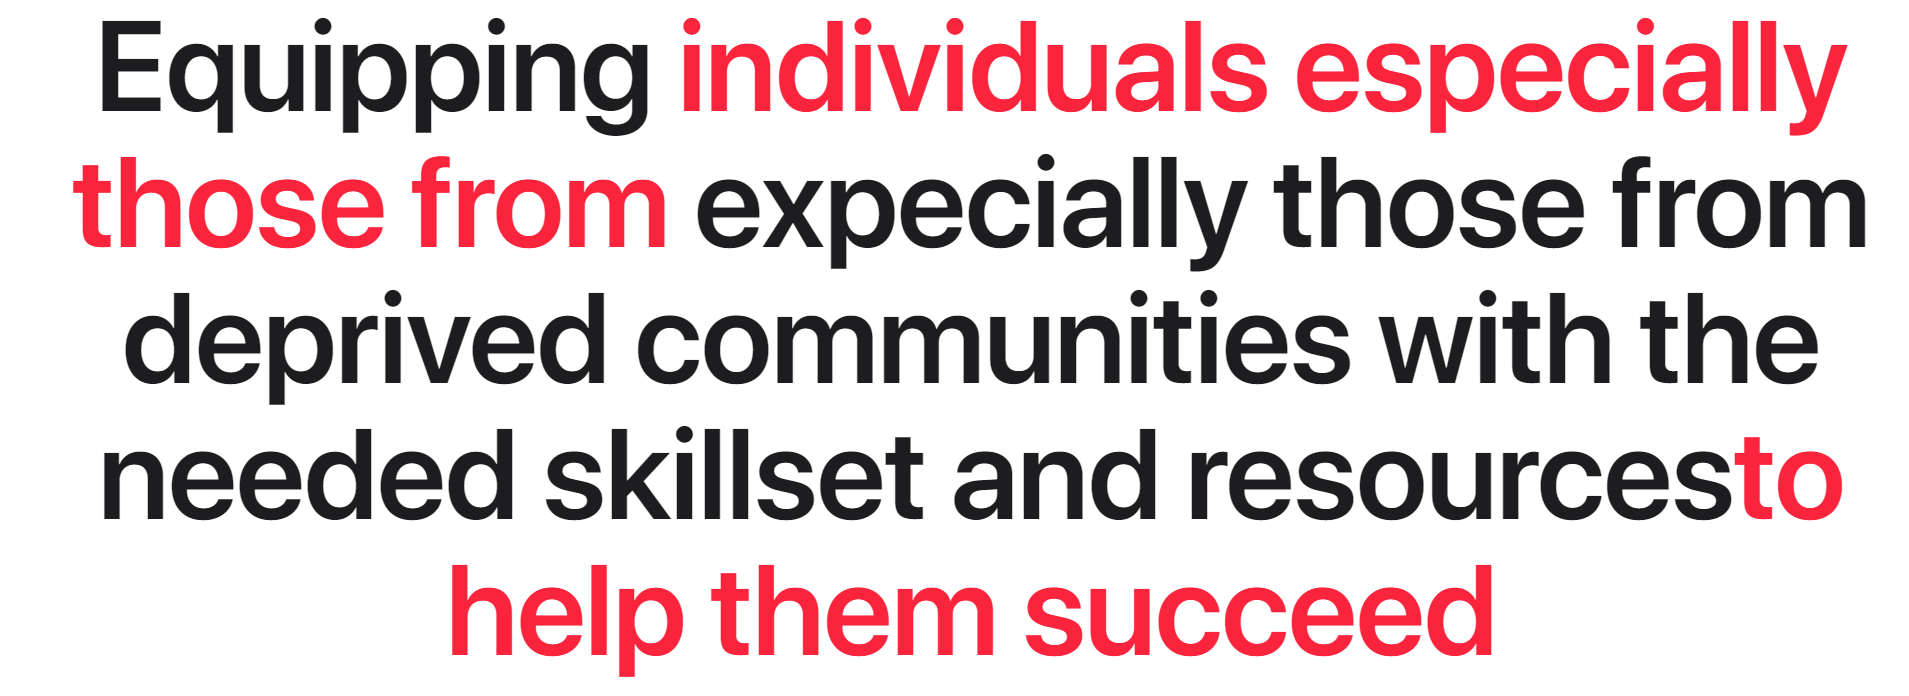 Equipping individuals especially
those from expecially those from
deprived communities with the
needed skillset and resourcesto
help them succeed